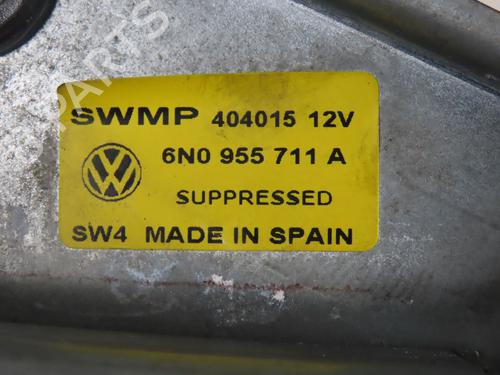 SWMP 404015 12V
6N0 955 711 A
SUPPRESSED
SW4 MADE IN SPAIN